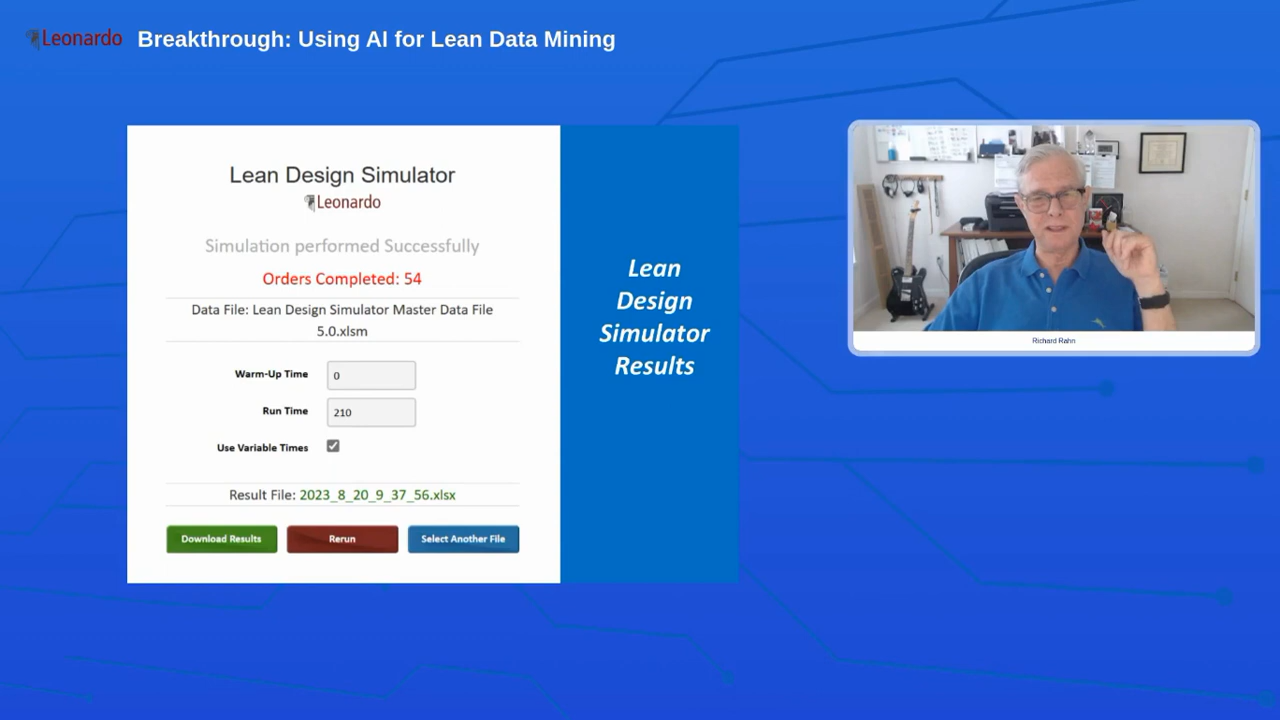 Leonardo
Breakthrough: Using AI for Lean Data Mining
Lean Design Simulator
Leonardo
Simulation performed Successfully
Orders Completed: 54
Data File: Lean Design Simulator Master Data File
5.0.xlsm
Warm-Up Time 0
Run Time 210
Use Variable Times
Result File: 2023_8_20_9_37_56.xlsx
Download Results Rerun Select Another File
Lean
Design
Simulator
Results
Richard Rahn